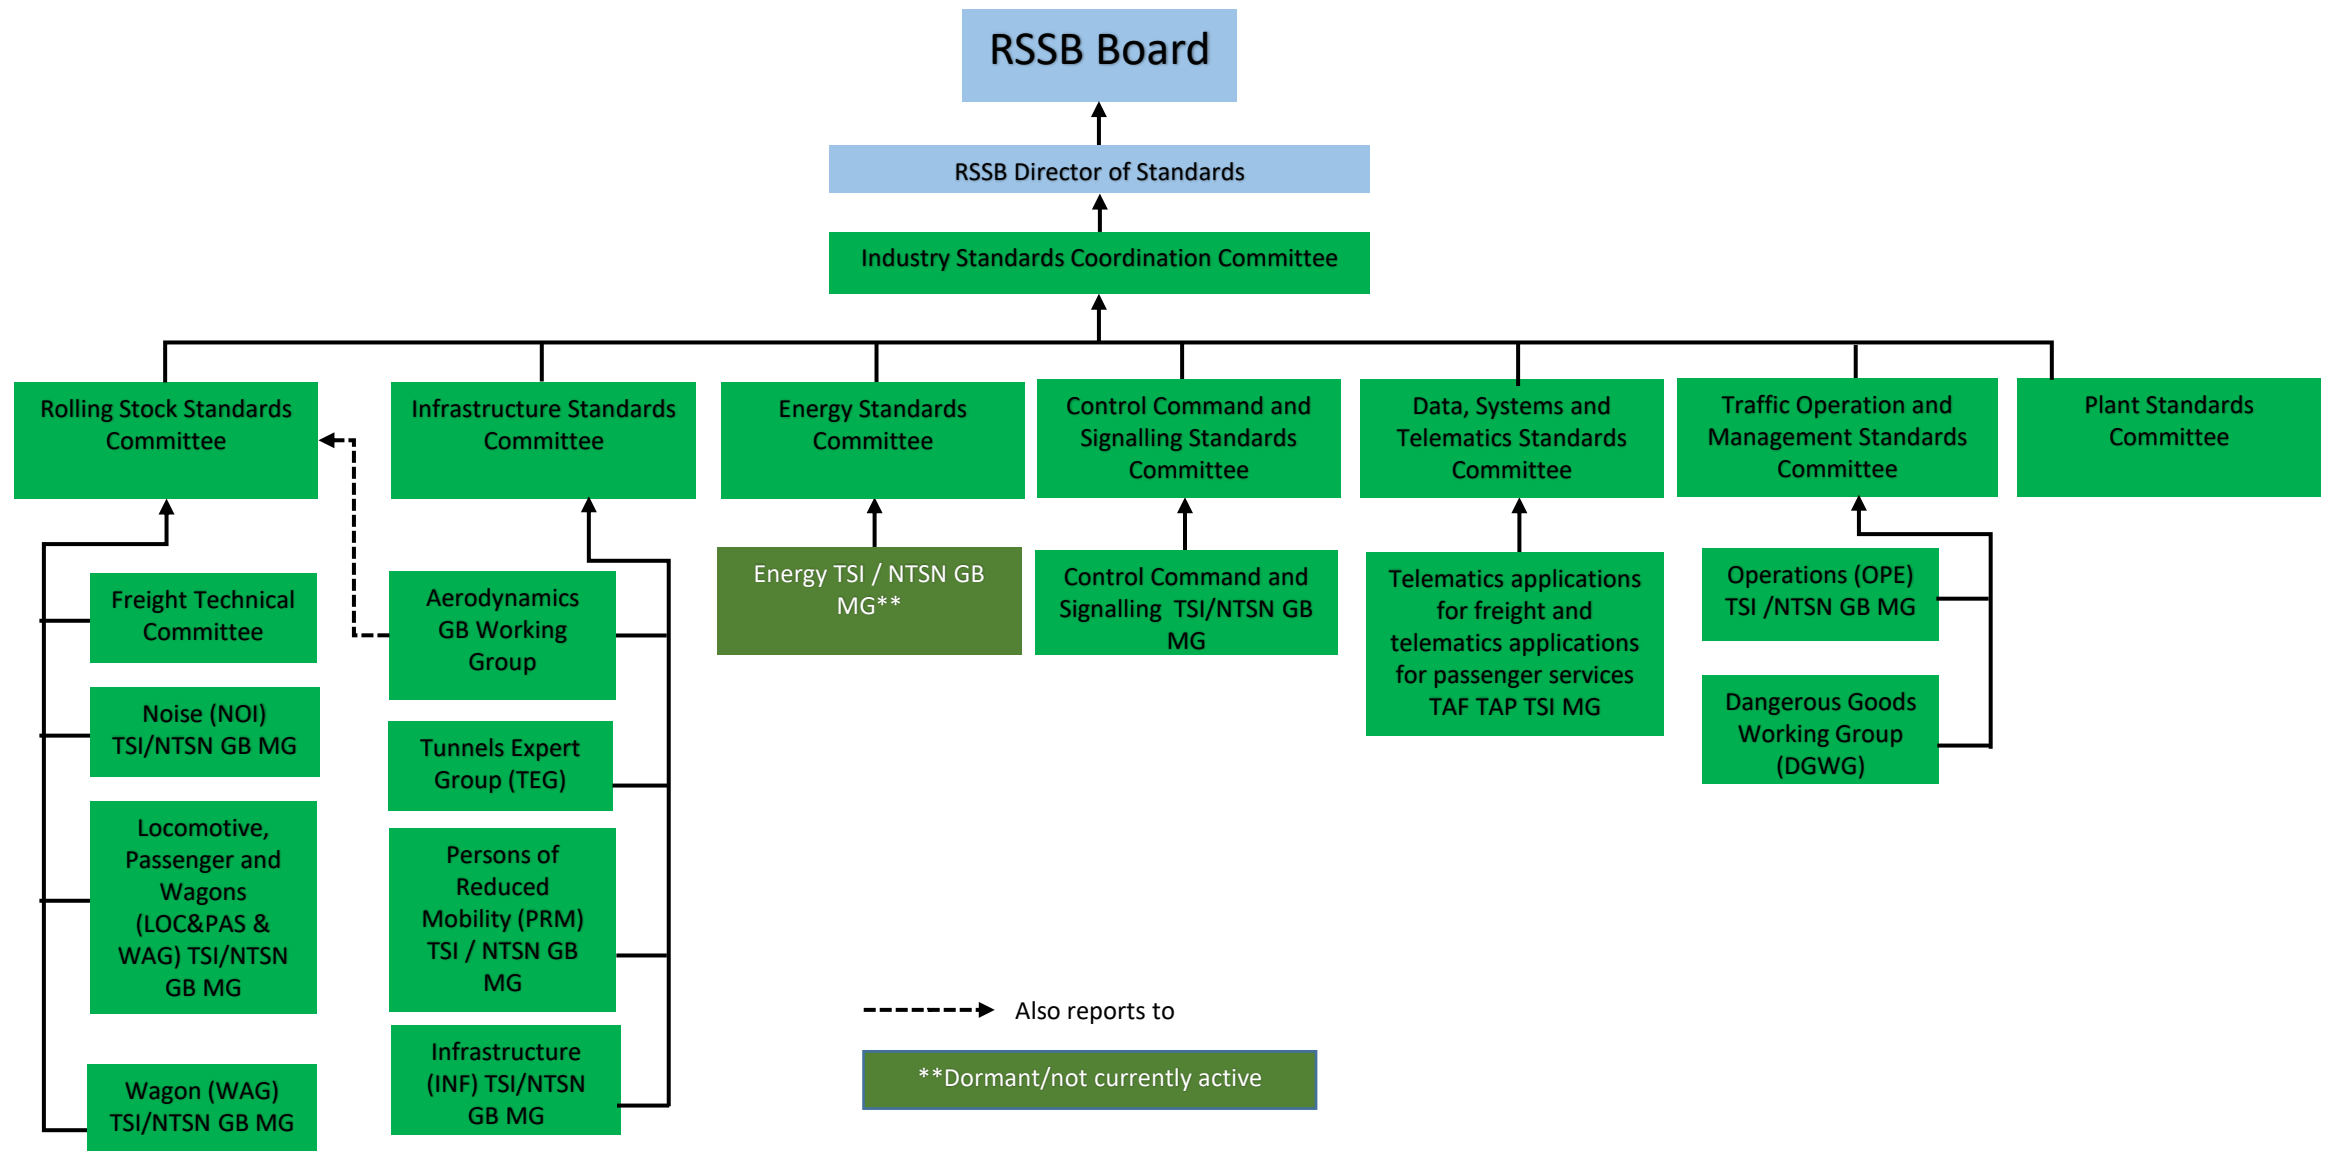 RSSB Board
RSSB Director of Standards
Industry Standards Coordination Committee
Rolling Stock Standards
Committee
Infrastructure Standards
Committee
Energy Standards
Committee
Control Command and
Signalling Standards
Committee
Data, Systems and
Telematics Standards
Committee
Traffic Operation and
Management Standards
Committee
Plant Standards
Committee
Freight Technical
Committee
Noise (NOI)
TSI/NTSN GB MG
Locomotive,
Passenger and
Wagons
(LOC&PAS &
WAG) TSI/NTSN
GB MG
Wagon (WAG)
TSI/NTSN GB MG
Aerodynamics
GB Working
Group
Tunnels Expert
Group (TEG)
Persons of
Reduced
Mobility (PRM)
TSI / NTSN GB
MG
Infrastructure
(INF) TSI/NTSN
GB MG
Energy TSI / NTSN GB
MG**
Control Command and
Signalling TSI/NTSN GB
MG
Telematics applications
for freight and
telematics applications
for passenger services
TAF TAP TSI MG
Operations (OPE)
TSI /NTSN GB MG
Dangerous Goods
Working Group
(DGWG)
Also reports to
**Dormant/not currently active